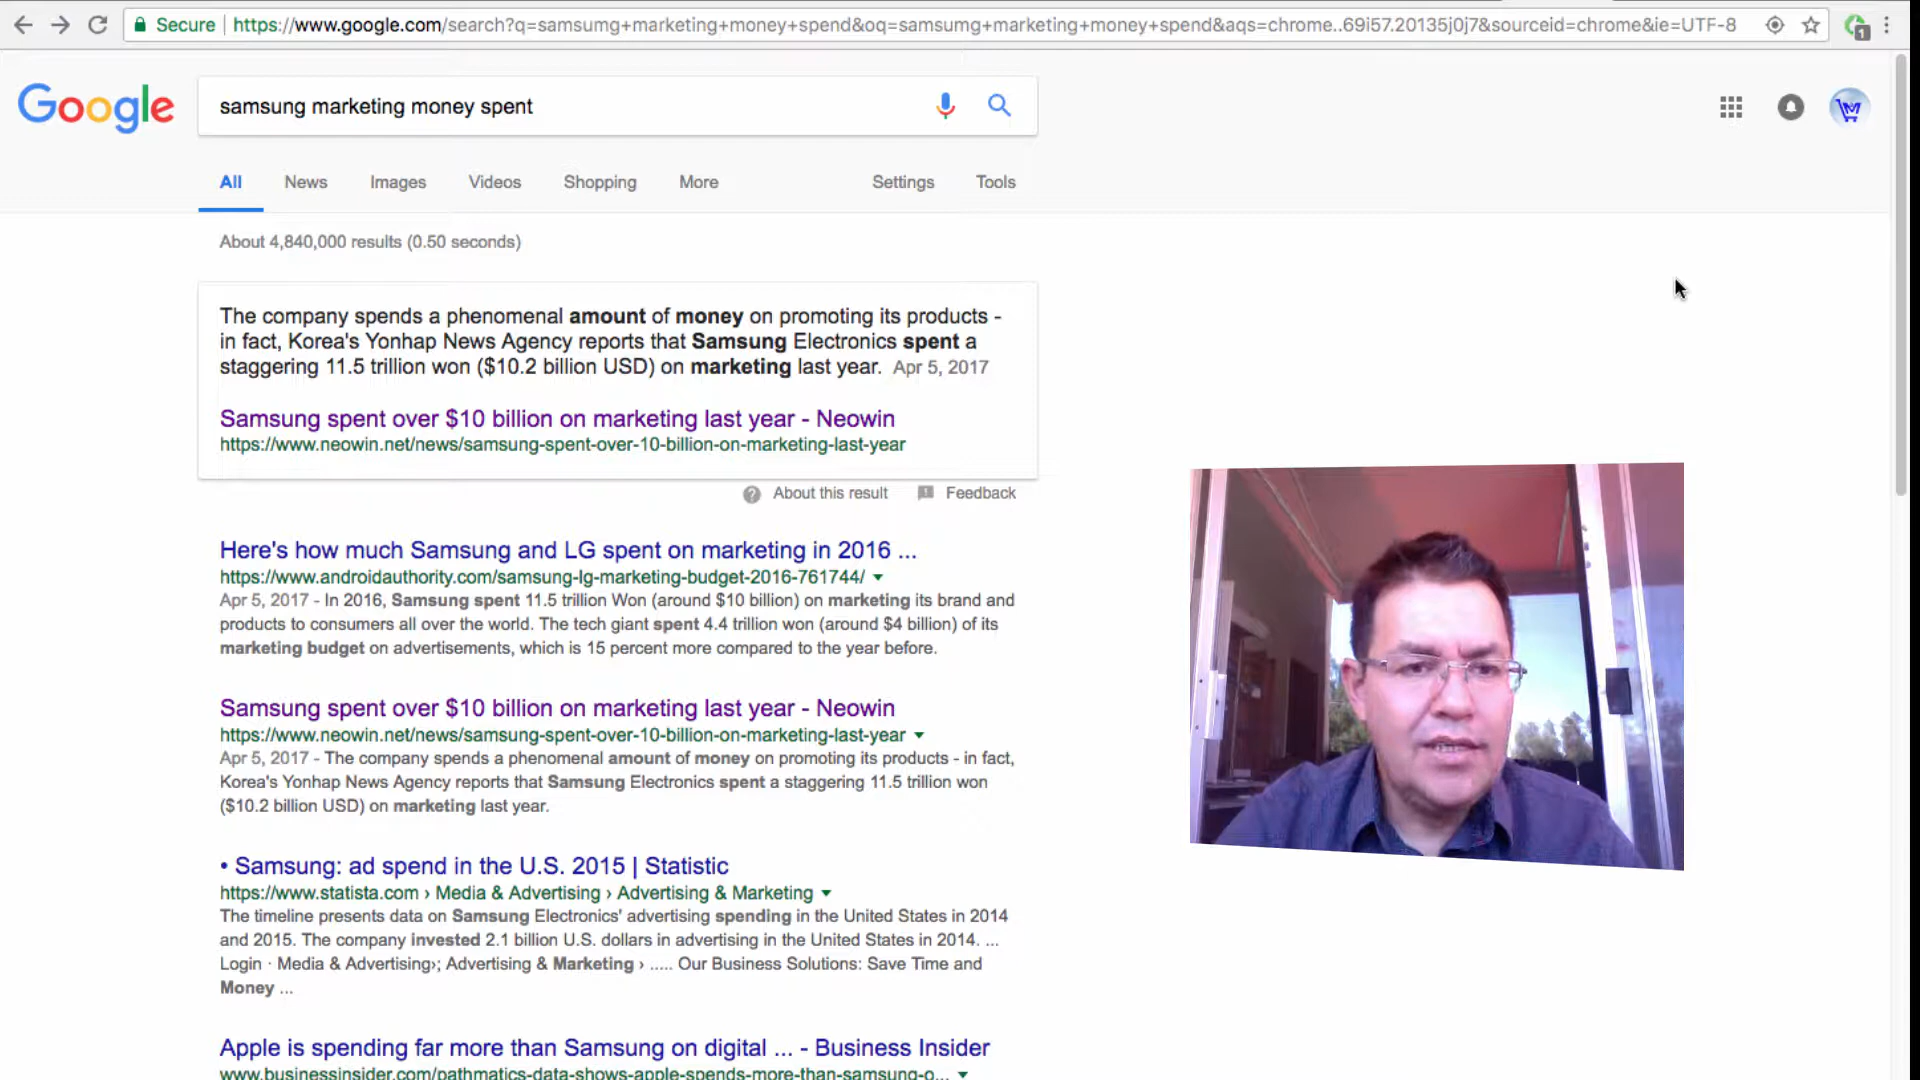 Secure
https://www.google.com/search?q=samsumg+marketing+money+spend&oq=samsumg+marketing+money+spend&aqs=chrome..69i57.20135j0j7&sourceid=chrome&ie=UTF-8
1
Google
samsung marketing money spent
All News Images Videos Shopping More Settings Tools
About 4,840,000 results (0.50 seconds)
The company spends a phenomenal amount of money on promoting its products -
in fact, Korea's Yonhap News Agency reports that Samsung Electronics spent a
staggering 11.5 trillion won ($10.2 billion USD) on marketing last year. Apr 5, 2017
Samsung spent over $10 billion on marketing last year - Neowin
https://www.neowin.net/news/samsung-spent-over-10-billion-on-marketing-last-year
About this result Feedback
Here's how much Samsung and LG spent on marketing in 2016 ...
https://www.androidauthority.com/samsung-lg-marketing-budget-2016-761744/
Apr 5, 2017 - In 2016, Samsung spent 11.5 trillion Won (around $10 billion) on marketing its brand and
products to consumers all over the world. The tech giant spent 4.4 trillion won (around $4 billion) of its
marketing budget on advertisements, which is 15 percent more compared to the year before.
Samsung spent over $10 billion on marketing last year - Neowin
https://www.neowin.net/news/samsung-spent-over-10-billion-on-marketing-last-year
Apr 5, 2017 - The company spends a phenomenal amount of money on promoting its products - in fact,
Korea's Yonhap News Agency reports that Samsung Electronics spent a staggering 11.5 trillion won
($10.2 billion USD) on marketing last year.
• Samsung: ad spend in the U.S. 2015 | Statistic
https://www.statista.com › Media & Advertising › Advertising & Marketing
The timeline presents data on Samsung Electronics' advertising spending in the United States in 2014
and 2015. The company invested 2.1 billion U.S. dollars in advertising in the United States in 2014. ...
Login · Media & Advertising›; Advertising & Marketing › ..... Our Business Solutions: Save Time and
Money ...
Apple is spending far more than Samsung on digital ... - Business Insider
www.businessinsider.com/pathmatics-data-shows-apple-spends-more-than-samsung-o...